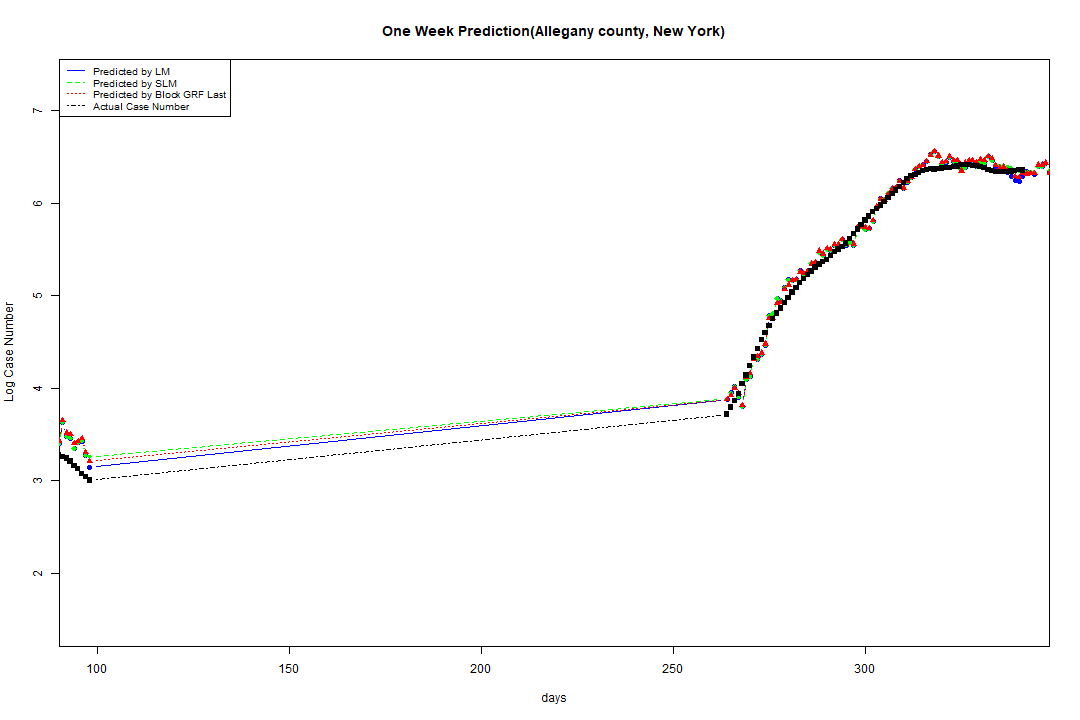 One Week Prediction(Allegany county, New York)
Predicted by LM
Predicted by SLM
Predicted by Block GRF Last
Actual Case Number
7
6
5
4
3
2
Log Case Number
100 150 200 250 300
days